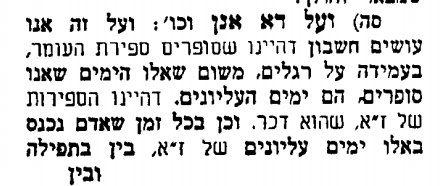 סה) ועל דא אנן וכו': ועל זה אנו
עושים חשבון דהיינו שסופרים ספירת העומר,
בעמידה על רגלים, משום שאלו הימים שאנו
סופרים, הם ימים העליונים. דהיינו הספירות
של ז"א, שהוא דכר. וכן בכל זמן שאדם נכנס
באלו ימים עליונים של ז"א, בין בתפילה
ובין